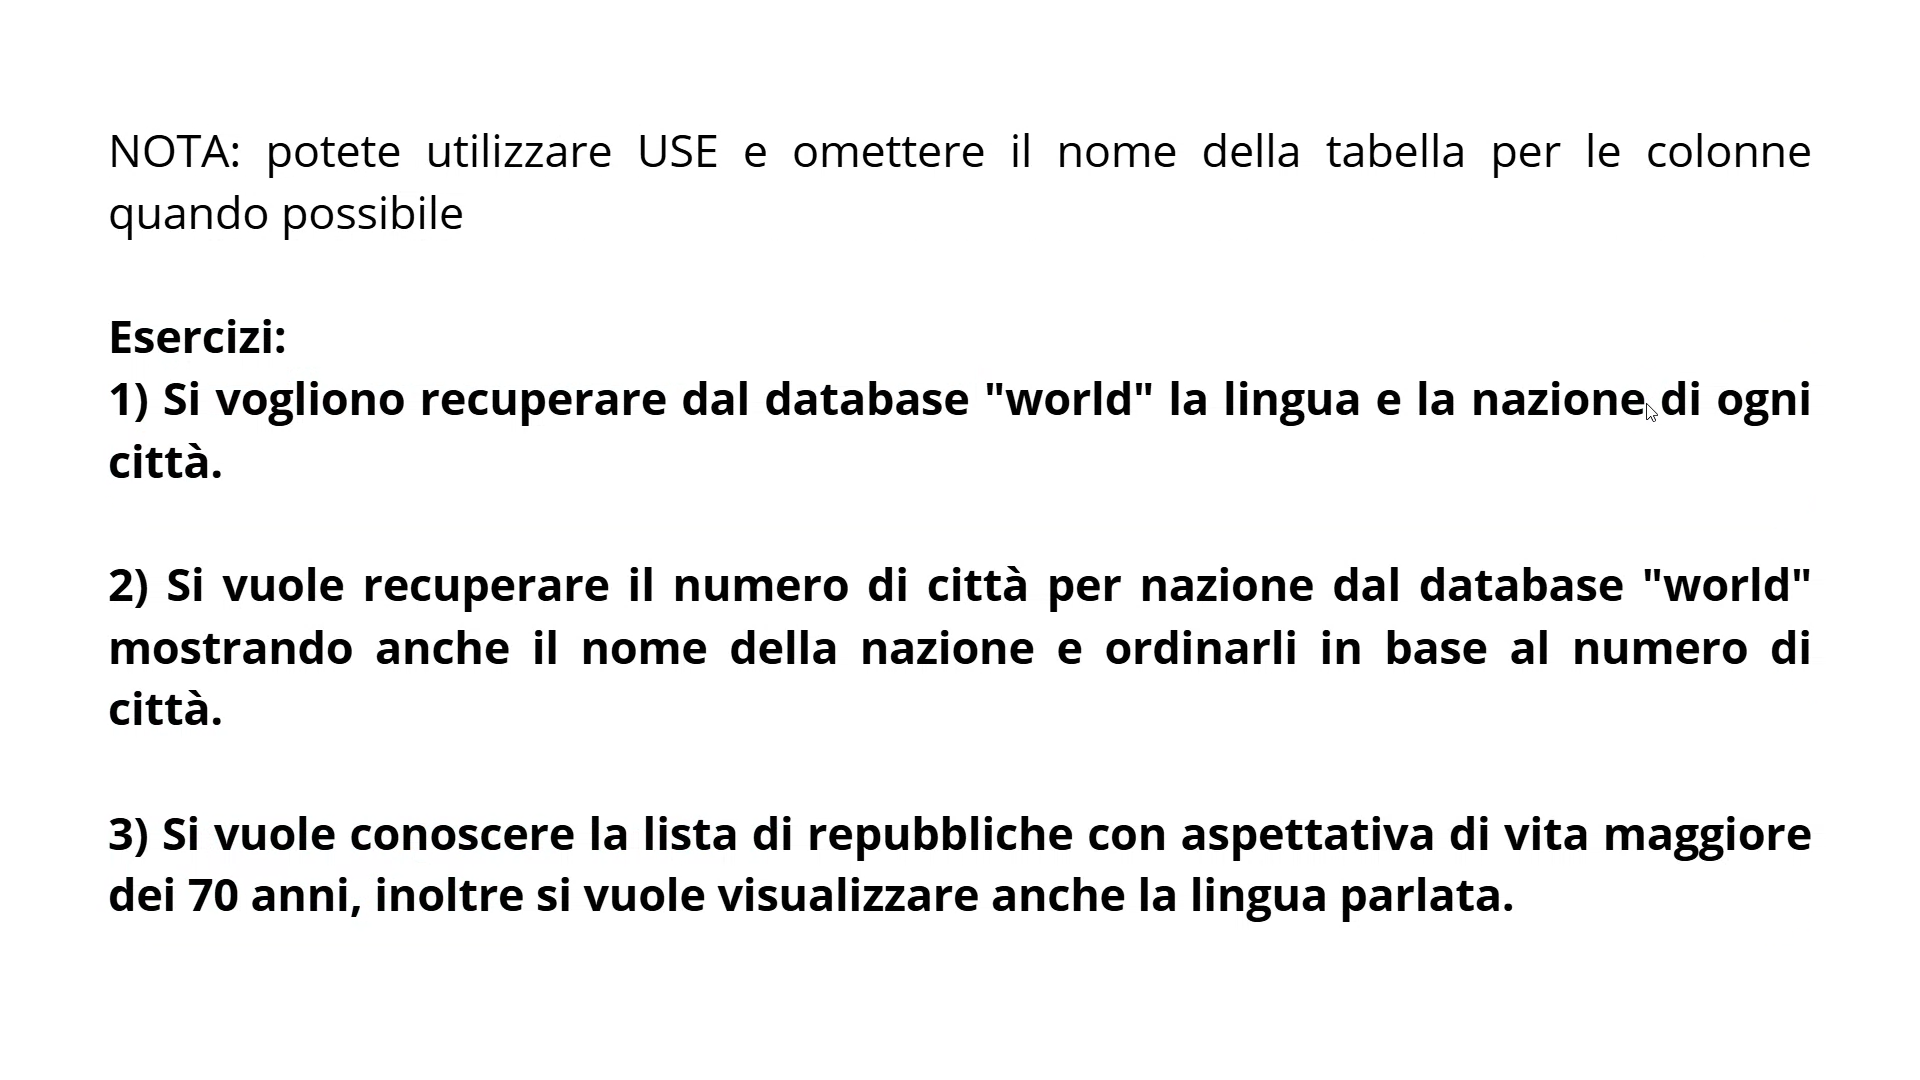 NOTA: potete utilizzare USE e omettere il nome della tabella per le colonne
quando possibile
Esercizi:
1) Si vogliono recuperare dal database "world" la lingua e la nazione di ogni
città.
2) Si vuole recuperare il numero di città per nazione dal database "world"
mostrando anche il nome della nazione e ordinarli in base al numero di
città.
3) Si vuole conoscere la lista di repubbliche con aspettativa di vita maggiore
dei 70 anni, inoltre si vuole visualizzare anche la lingua parlata.